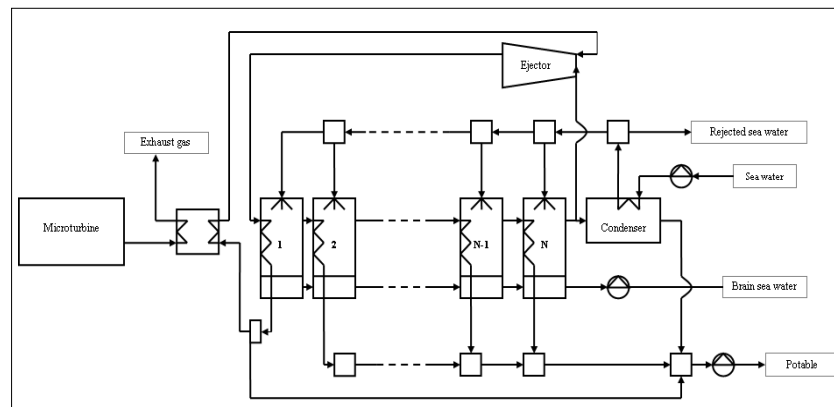 Ejector
Exhaust gas
Rejected sea water
Sea water
Microturbine
1
2
N-1
N
Condenser
Brain sea water
Potable